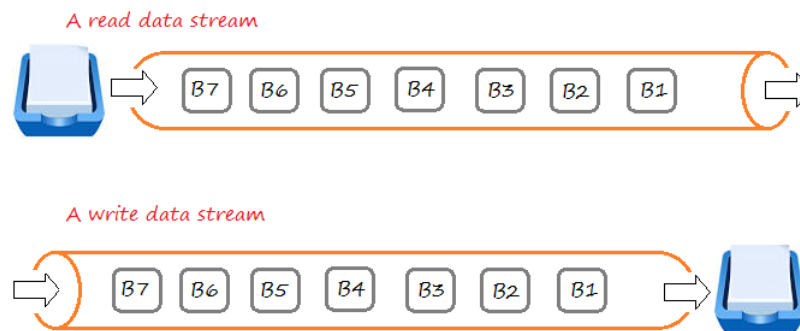 A read data stream
B7 B6 B5 B4 B3 B2 B1
A write data stream
B7 B6 B5 B4 B3 B2 B1